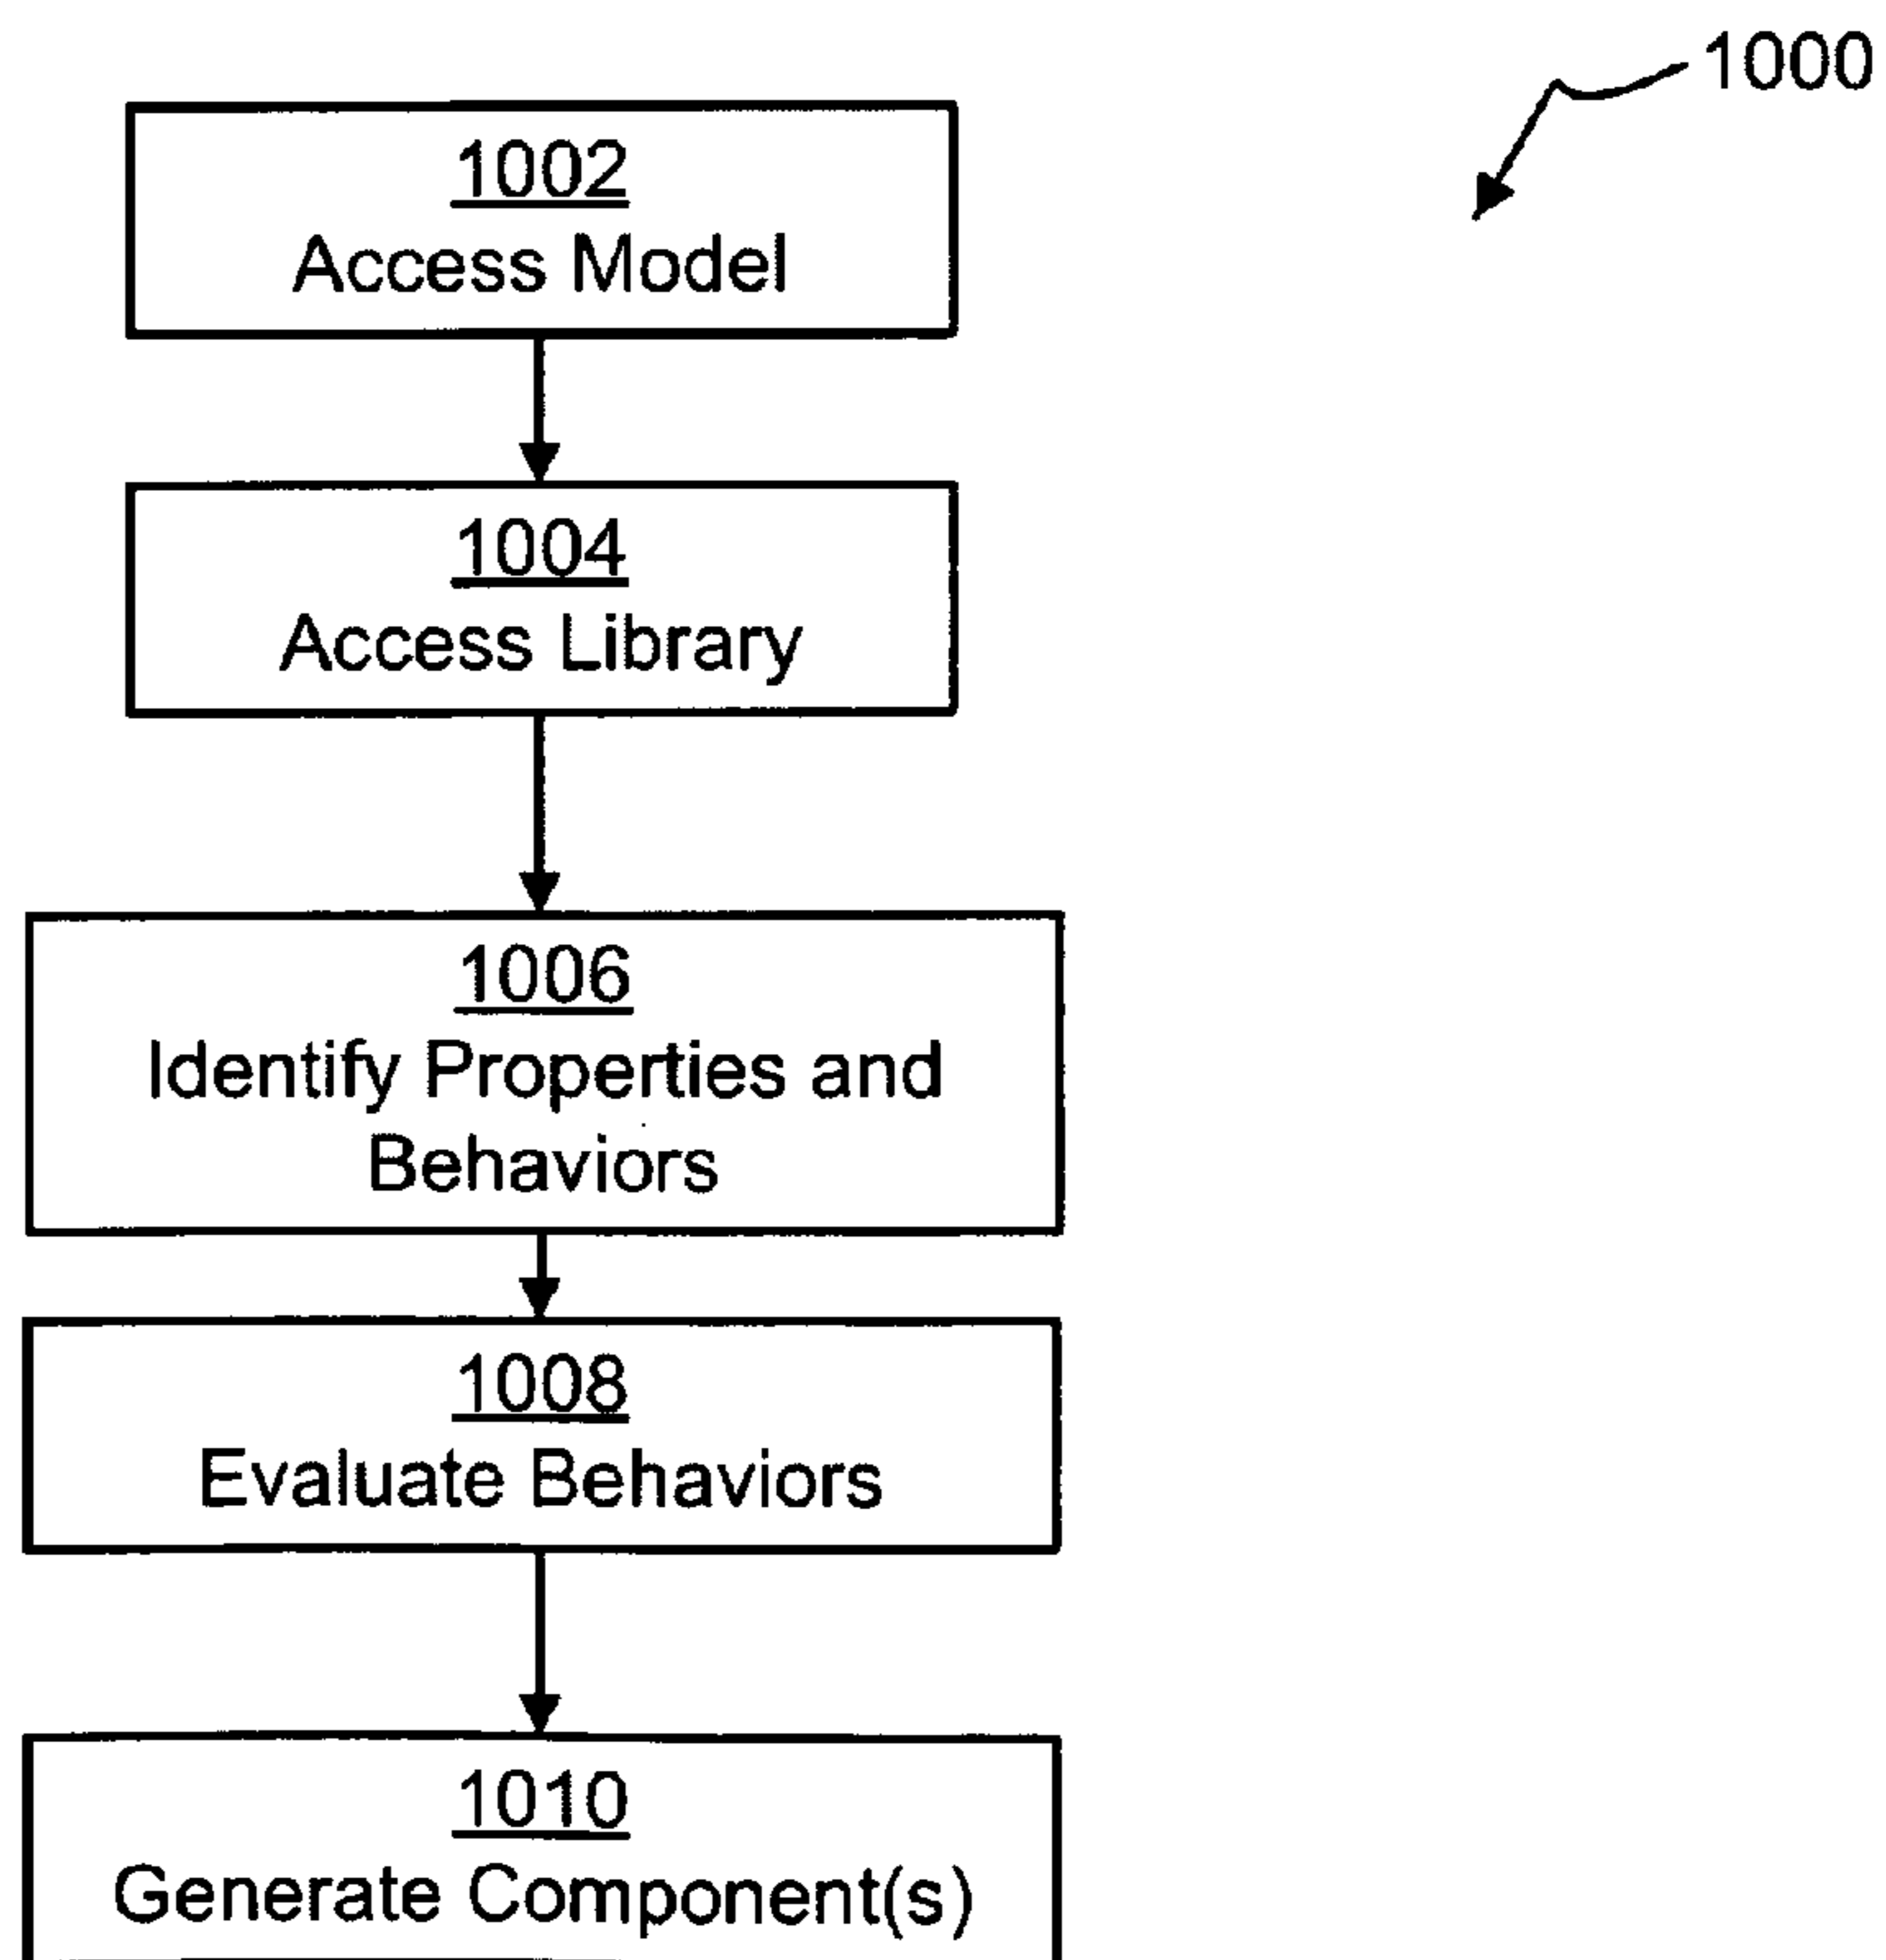 1000
1002
Access Model
1004
Access Library
1006
Identify Properties and
Behaviors
1008
Evaluate Behaviors
1010
Generate Component(s)